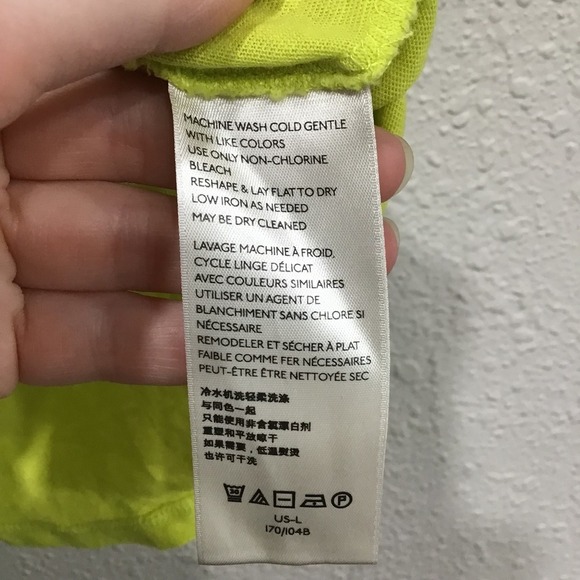 MACHINE WASH COLD GENTLE
WITH LIKE COLORS
USE ONLY NON-CHLORINE
BLEACH
RESHAPE & LAY FLAT TO DRY
LOW IRON AS NEEDED
MAY BE DRY CLEANED
LAVAGE MACHINE À FROID,
CYCLE LINGE DÉLICAT
AVEC COULEURS SIMILAIRES
UTILISER UN AGENT DE
BLANCHIMENT SANS CHLORE SI
NÉCESSAIRE
REMODELER ET SÉCHER À PLAT
FAIBLE COMME FER NÉCESSAIRES
PEUT-ÊTRE ÊTRE NETTOYÉE SEC
冷水机洗轻柔洗涤
与同色一起
只能使用非含氯漂白剂
重塑和平放晾干
如果需要，低温熨烫
也许可干洗
30 P
US-L
170/104B